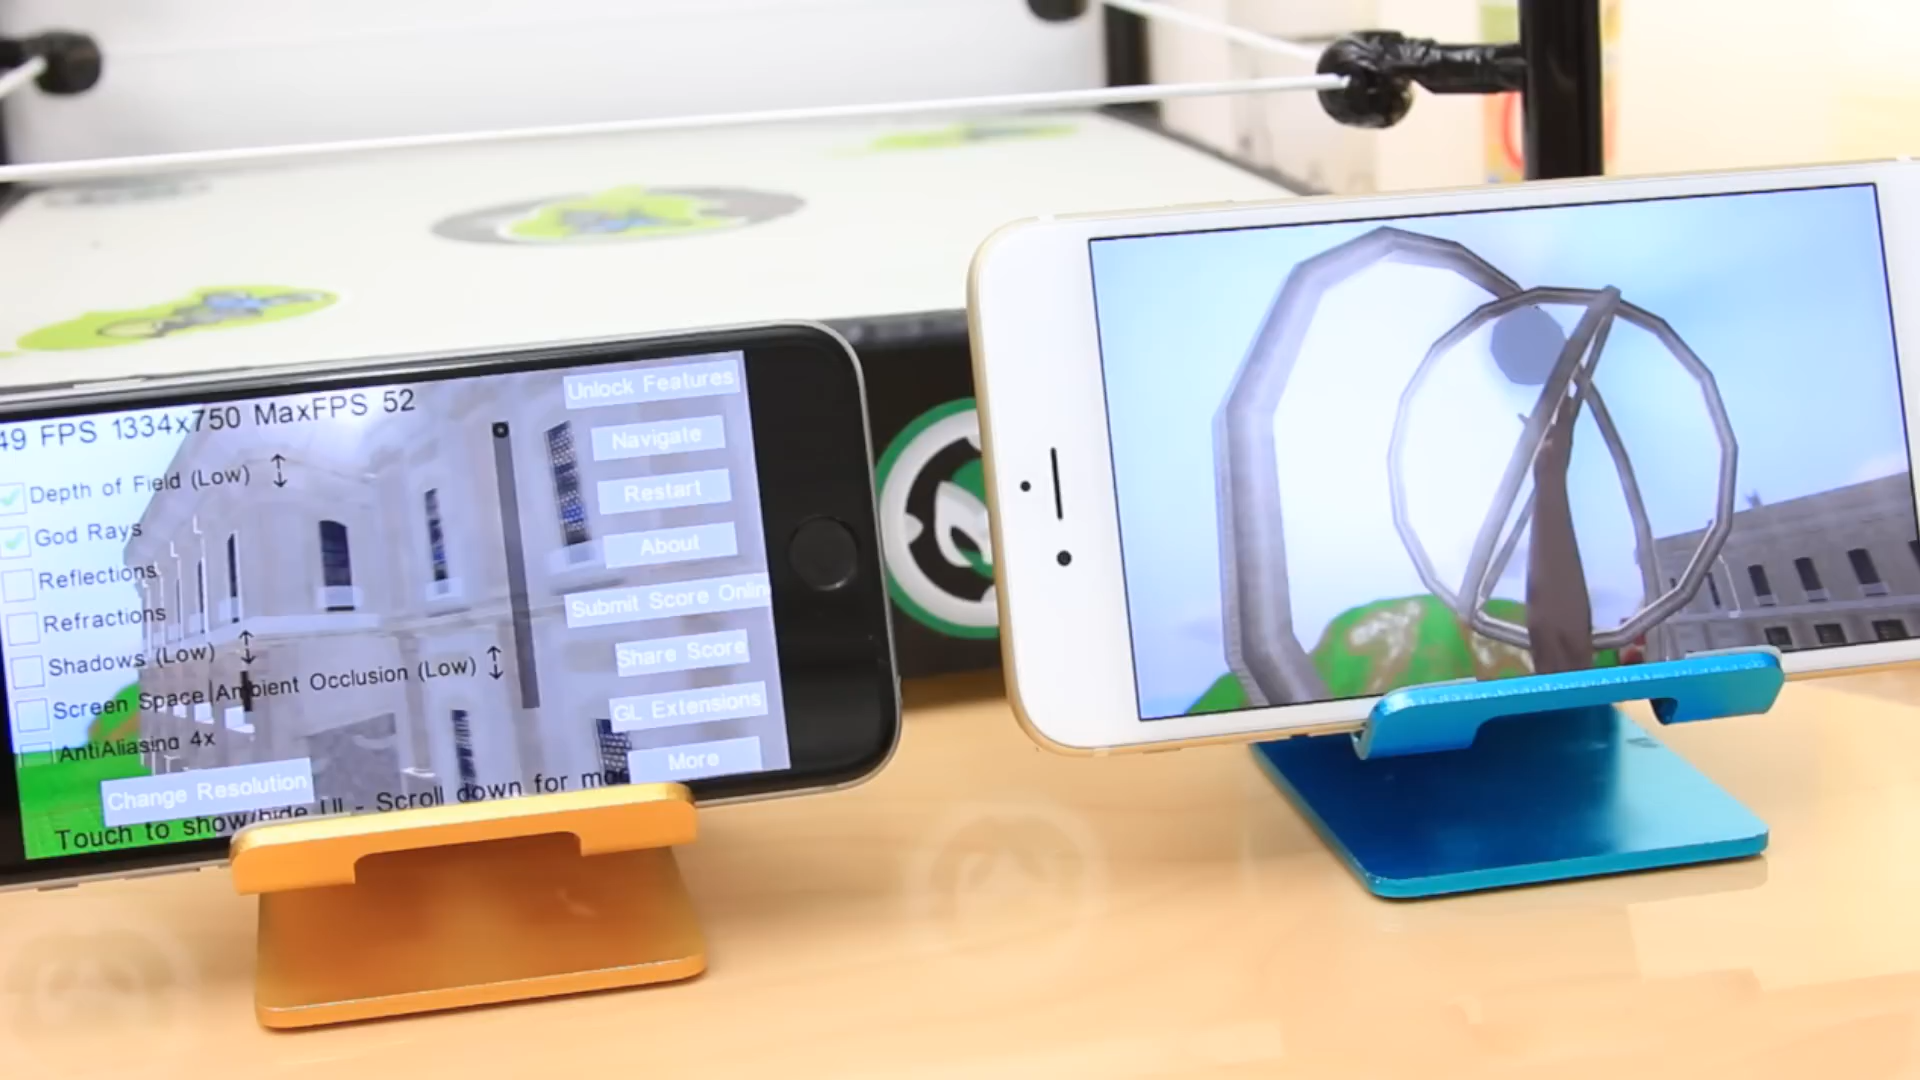 49 FPS 1334x750 MaxFPS 52
Depth of Field (Low)
God Rays
Reflections
Refractions
Shadows (Low)
Screen Space Ambient Occlusion (Low)
AntiAliasing 4x
Change Resolution
Touch to show/hide UI - Scroll down for
Unlock Features
Navigate
Restart
About
Submit Score Onlin
Share Score
GL Extensions
More